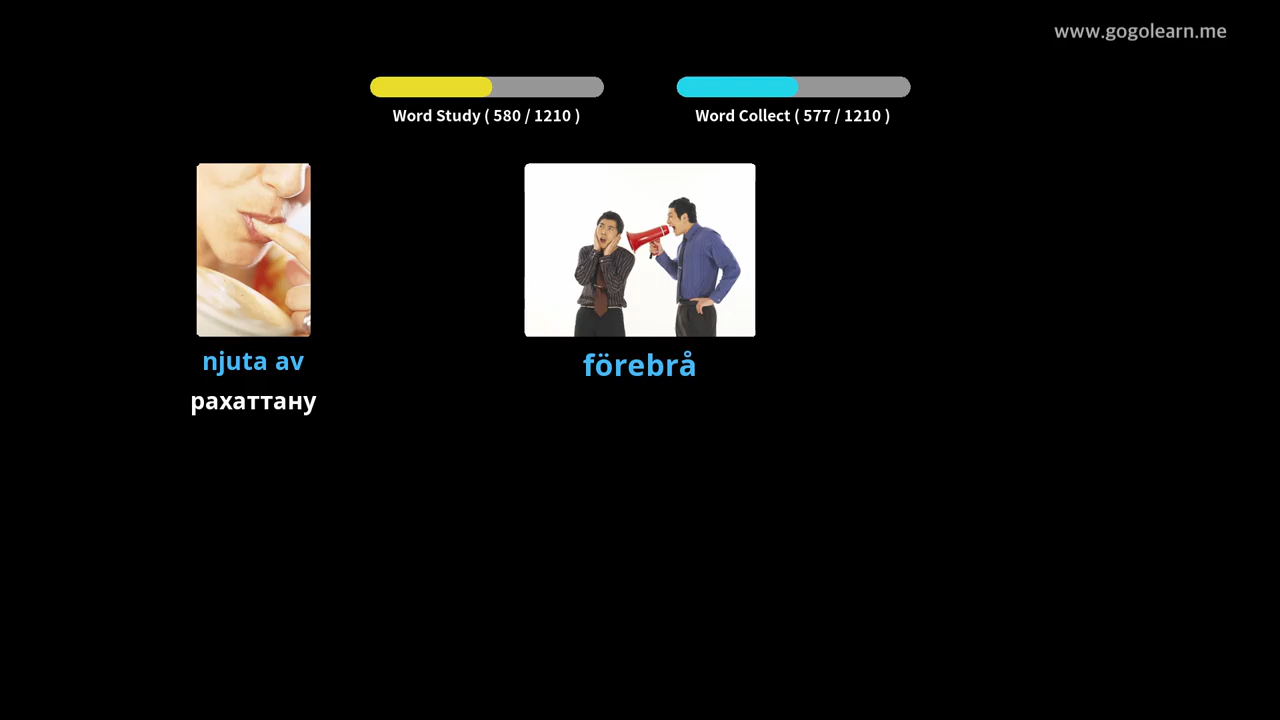 www.gogolearn.me
Word Study ( 580 / 1210 )
Word Collect ( 577 / 1210 )
njuta av
рахаттану
förebrå